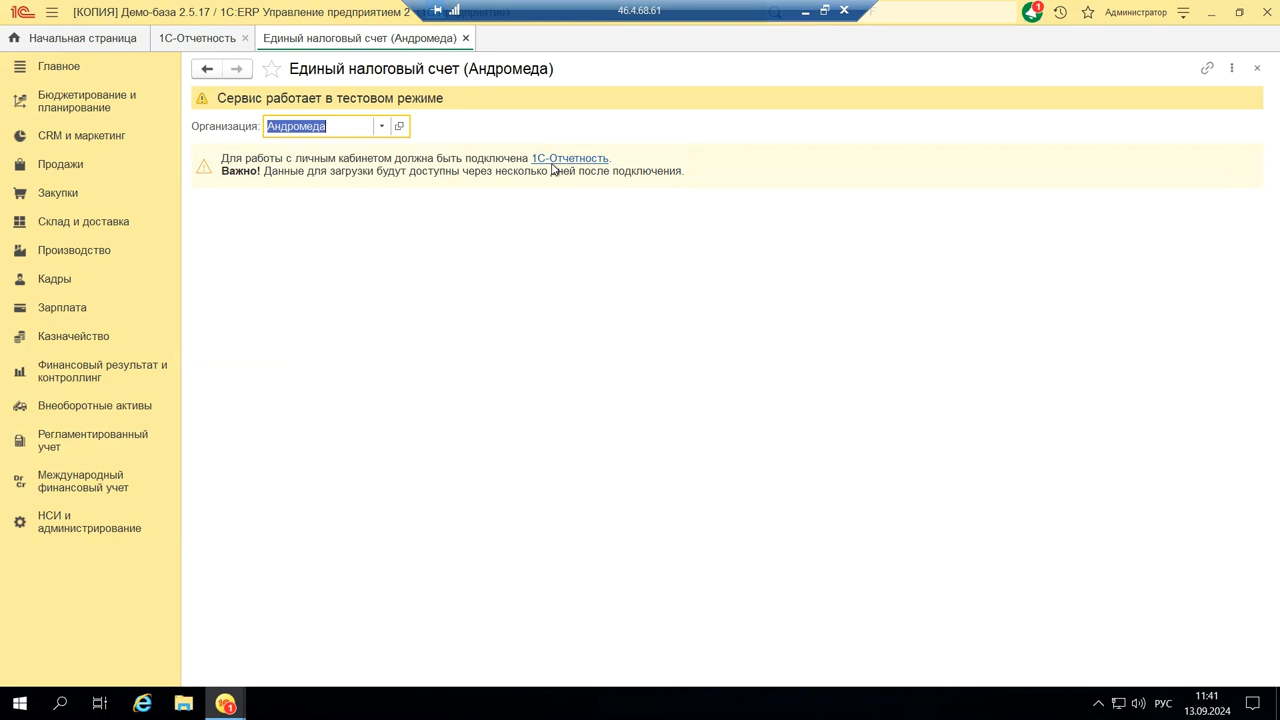 [КОПИЯ] Демо-база 2.5.17 / 1С:ERP Управление предприятием 2
46.4.68.61
1
Администратор
Начальная страница
1С-Отчетность
Единый налоговый счет (Андромеда)
Главное
Бюджетирование и
планирование
CRM и маркетинг
Продажи
Закупки
Склад и доставка
Производство
Кадры
Зарплата
Казначейство
Финансовый результат и
контроллинг
Внеоборотные активы
Регламентированный
учет
Международный
финансовый учет
НСИ и
администрирование
Единый налоговый счет (Андромеда)
Сервис работает в тестовом режиме
Организация: Андромеда
Для работы с личным кабинетом должна быть подключена 1С-Отчетность.
Важно! Данные для загрузки будут доступны через несколько дней после подключения.
1
РУС
11:41
13.09.2024